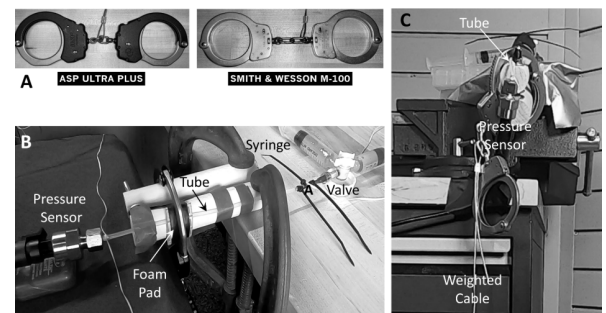 A
ASP ULTRA PLUS
SMITH & WESSON M-100
B
Syringe
Pressure
Sensor
Tube
A
Valve
Foam
Pad
C
Tube
Pressure
Sensor
Weighted
Cable